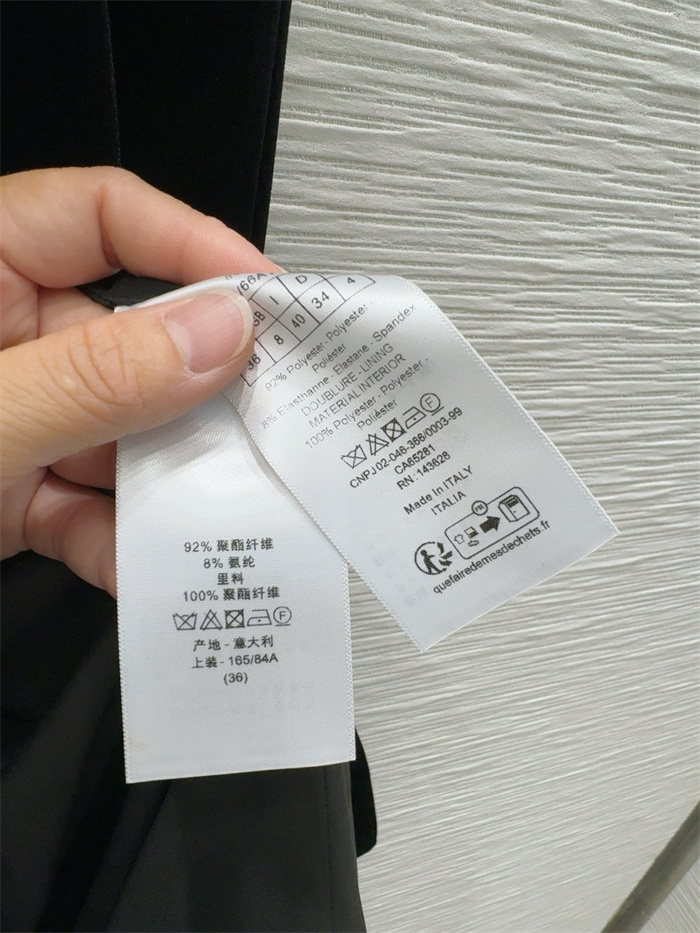 I D
40 34 4
36 8
92% Polyester - Polyester -
Poliéster
8% Elasthanne - Elastane - Spandex
DOUBLURE - LINING
MATERIAL INTERIOR
100% Polyester - Polyester -
Poliéster
F
CNPJ 02-046-368-0003-99
CA65281
RN: 143628
Made in ITALY
ITALIA
FR
quefairedemesdechets.fr
92% 聚酯纤维
8% 氨纶
里料
100% 聚酯纤维
F
产地 - 意大利
上装 - 165/84A
(36)